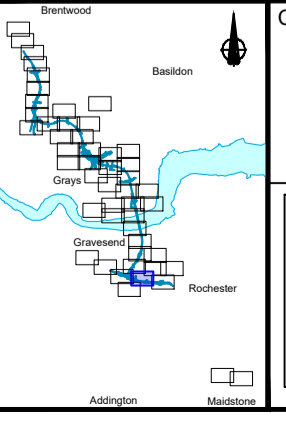 Brentwood
Basildon
Grays
Gravesend
Rochester
Addington
Maidstone